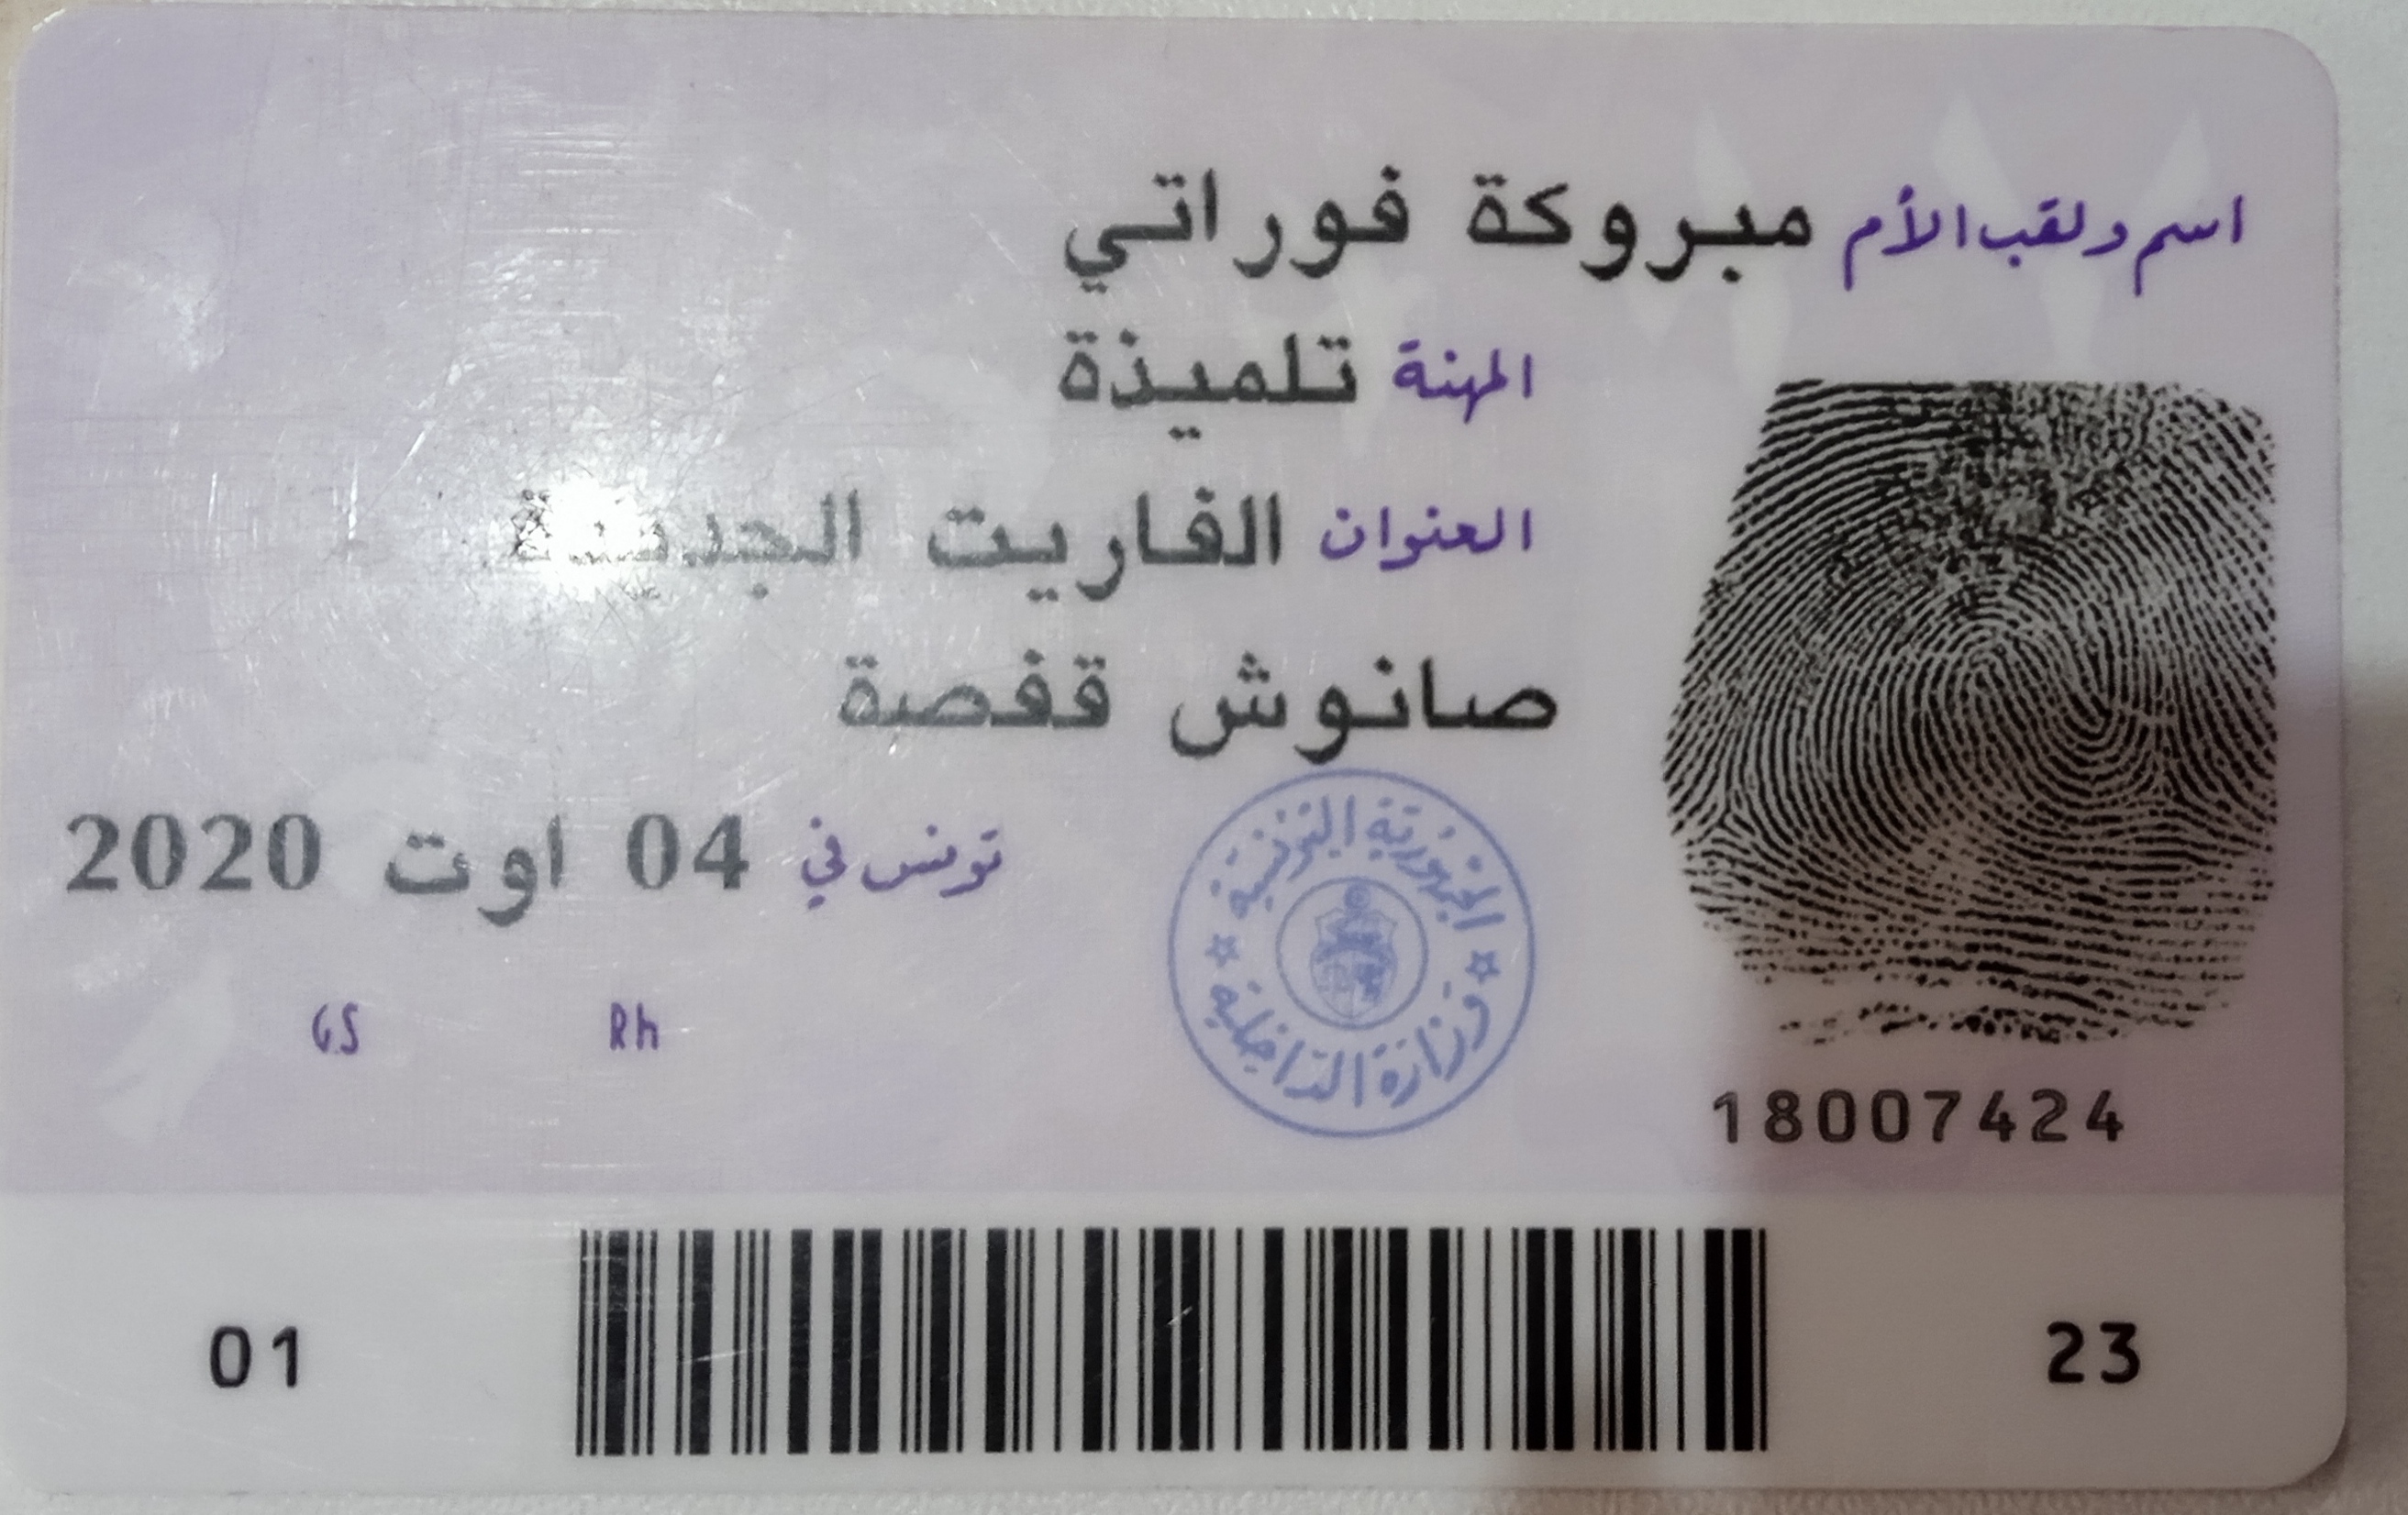 اسم ولقب الأم مبروكة فوراتي
المهنة تلميذة
العنوان الفاريت الجديدة
صانوش قفصة
تونس في 04 اوت 2020
الجمهورية التونسية
وزارة الداخلية
GS Rh
18007424
01 23